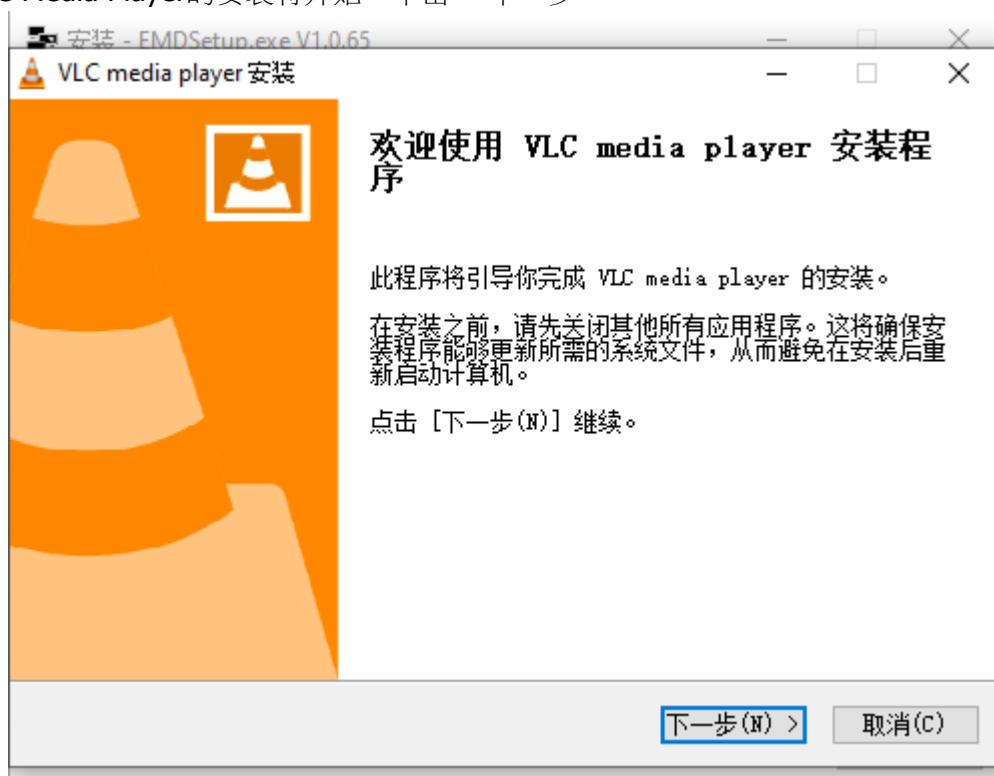 Media Player
安装 - EMDSetup.exe V1.0.65
VLC media player 安装
欢迎使用 VLC media player 安装程
序
此程序将引导你完成 VLC media player 的安装。
在安装之前，请先关闭其他所有应用程序。这将确保安
装程序能够更新所需的系统文件，从而避免在安装后重
新启动计算机。
点击 [下一步(N)] 继续。
下一步(N) >
取消(C)